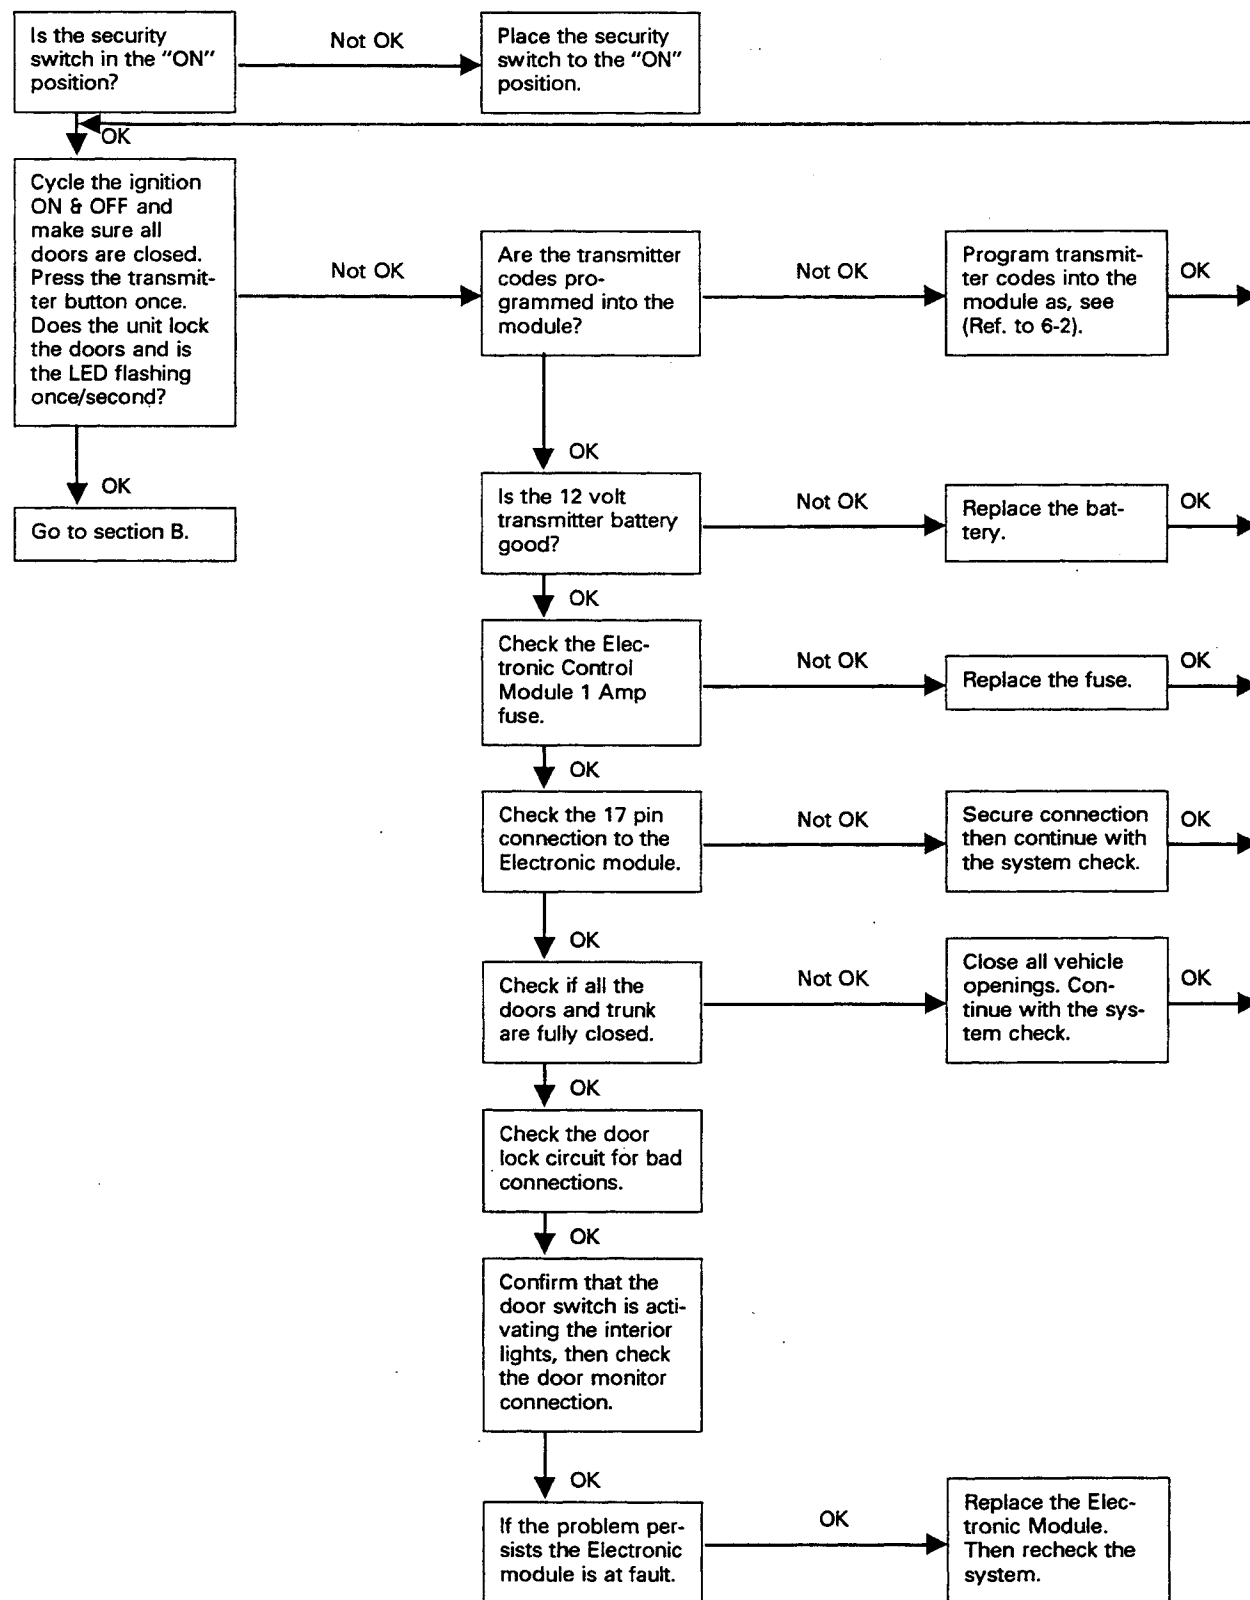 Is the security
switch in the "ON"
position?
Not OK
Place the security
switch to the "ON"
position.
OK
Cycle the ignition
ON & OFF and
make sure all
doors are closed.
Press the transmit-
ter button once.
Does the unit lock
the doors and is
the LED flashing
once/second?
Not OK
Are the transmitter
codes pro-
grammed into the
module?
Not OK
Program transmit-
ter codes into the
module as, see
(Ref. to 6-2).
OK
OK
Go to section B.
OK
Is the 12 volt
transmitter battery
good?
Not OK
Replace the bat-
tery.
OK
OK
Check the Elec-
tronic Control
Module 1 Amp
fuse.
Not OK
Replace the fuse.
OK
OK
Check the 17 pin
connection to the
Electronic module.
Not OK
Secure connection
then continue with
the system check.
OK
OK
Check if all the
doors and trunk
are fully closed.
Not OK
Close all vehicle
openings. Con-
tinue with the sys-
tem check.
OK
OK
Check the door
lock circuit for bad
connections.
OK
Confirm that the
door switch is acti-
vating the interior
lights, then check
the door monitor
connection.
OK
If the problem per-
sists the Electronic
module is at fault.
OK
Replace the Elec-
tronic Module.
Then recheck the
system.